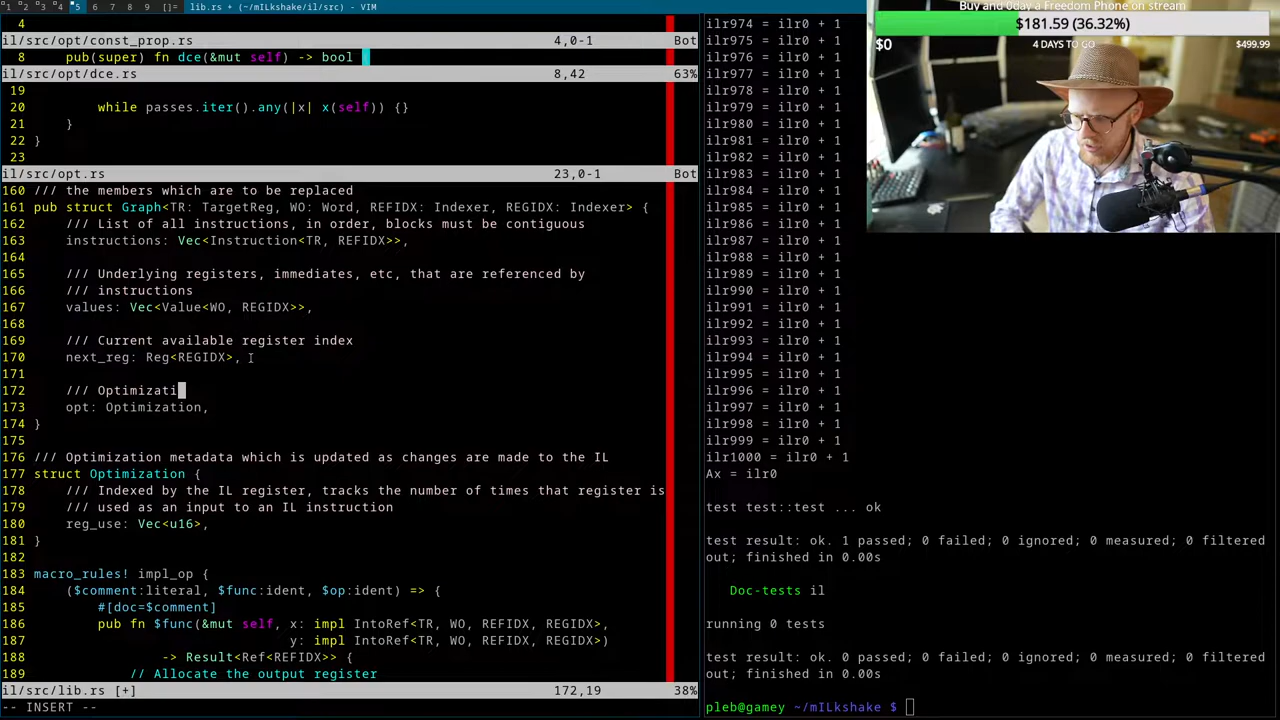 1 2 3 4 5 6 7 8 9 []= lib.rs + (~/mILkshake/il/src) - VIM
4
il/src/opt/const_prop.rs 4,0-1 Bot
8 pub(super) fn dce(&mut self) -> bool {
il/src/opt/dce.rs 8,42 63%
19
20 while passes.iter().any(|x| x(self)) {}
21 }
22 }
23
il/src/opt.rs 23,0-1 Bot
160 /// the members which are to be replaced
161 pub struct Graph<TR: TargetReg, WO: Word, REFIDX: Indexer, REGIDX: Indexer> {
162 /// List of all instructions, in order, blocks must be contiguous
163 instructions: Vec<Instruction<TR, REFIDX>>,
164
165 /// Underlying registers, immediates, etc, that are referenced by
166 /// instructions
167 values: Vec<Value<WO, REGIDX>>,
168
169 /// Current available register index
170 next_reg: Reg<REGIDX>,
171
172 /// Optimizati
173 opt: Optimization,
174 }
175
176 /// Optimization metadata which is updated as changes are made to the IL
177 struct Optimization {
178 /// Indexed by the IL register, tracks the number of times that register is
179 /// used as an input to an IL instruction
180 reg_use: Vec<u16>,
181 }
182
183 macro_rules! impl_op {
184 ($comment:literal, $func:ident, $op:ident) => {
185 #[doc=$comment]
186 pub fn $func(&mut self, x: impl IntoRef<TR, WO, REFIDX, REGIDX>,
187 y: impl IntoRef<TR, WO, REFIDX, REGIDX>)
188 -> Result<Ref<REFIDX>> {
189 // Allocate the output register
il/src/lib.rs [+] 172,19 38%
-- INSERT --
ilr974 = ilr0 + 1
ilr975 = ilr0 + 1
ilr976 = ilr0 + 1
ilr977 = ilr0 + 1
ilr978 = ilr0 + 1
ilr979 = ilr0 + 1
ilr980 = ilr0 + 1
ilr981 = ilr0 + 1
ilr982 = ilr0 + 1
ilr983 = ilr0 + 1
ilr984 = ilr0 + 1
ilr985 = ilr0 + 1
ilr986 = ilr0 + 1
ilr987 = ilr0 + 1
ilr988 = ilr0 + 1
ilr989 = ilr0 + 1
ilr990 = ilr0 + 1
ilr991 = ilr0 + 1
ilr992 = ilr0 + 1
ilr993 = ilr0 + 1
ilr994 = ilr0 + 1
ilr995 = ilr0 + 1
ilr996 = ilr0 + 1
ilr997 = ilr0 + 1
ilr998 = ilr0 + 1
ilr999 = ilr0 + 1
ilr1000 = ilr0 + 1
Ax = ilr0
test test::test ... ok
test result: ok. 1 passed; 0 failed; 0 ignored; 0 measured; 0 filtered
out; finished in 0.00s
Doc-tests il
running 0 tests
test result: ok. 0 passed; 0 failed; 0 ignored; 0 measured; 0 filtered
out; finished in 0.00s
pleb@gamey ~/mILkshake $
Buy and 0day a Freedom Phone on stream
$181.59 (36.32%)
$0 4 DAYS TO GO $499.99